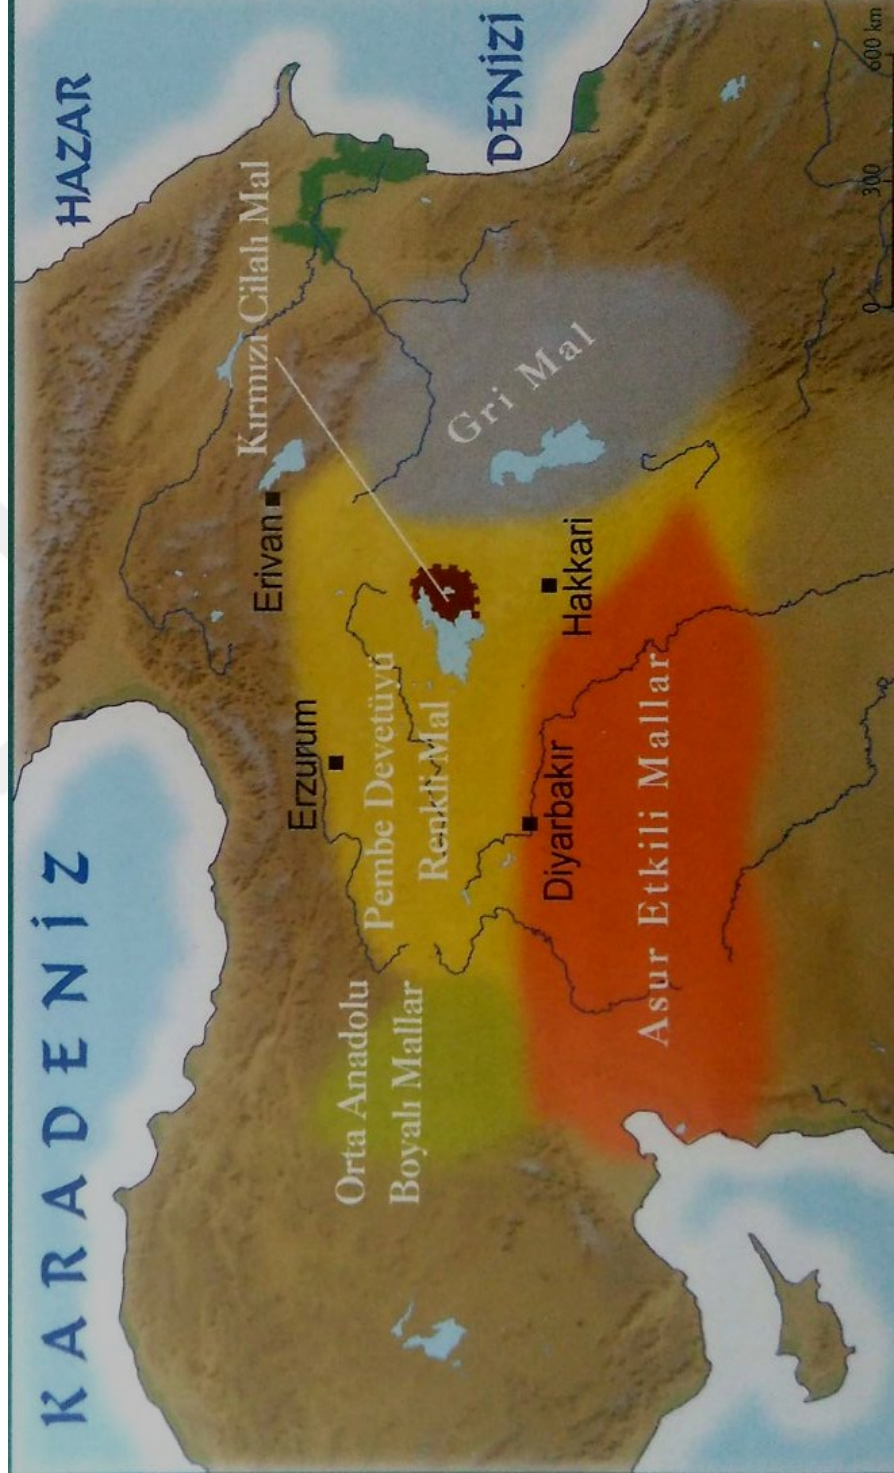 KARADENİZ
HAZAR
DENİZİ
Kırmızı Cilalı Mal
Erivan
Erzurum
Gri Mal
Pembe Devetüyü
Renkli Mal
Orta Anadolu
Boyalı Mallar
Hakkari
Diyarbakır
Asur Etkili Mallar
0 300 600 km